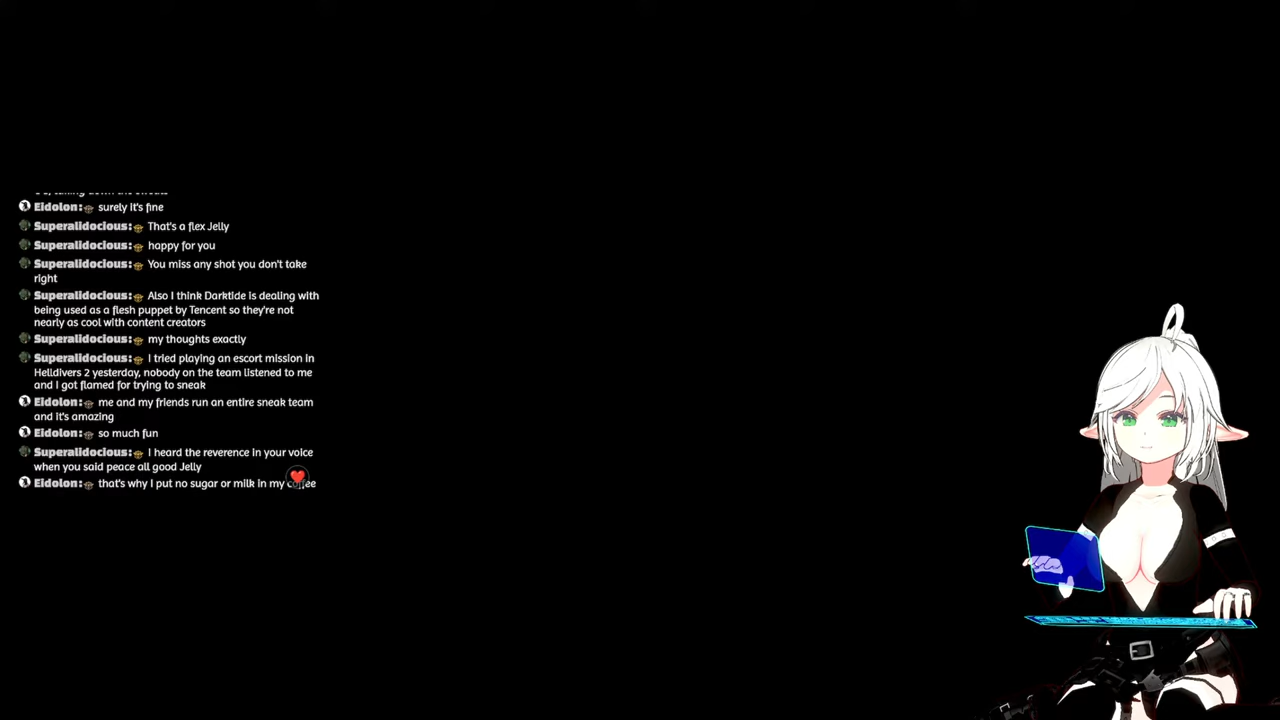 Eidolon: surely it's fine
Superalidocious: That's a flex Jelly
Superalidocious: happy for you
Superalidocious: You miss any shot you don't take
right
Superalidocious: Also I think Darktide is dealing with
being used as a flesh puppet by Tencent so they're not
nearly as cool with content creators
Superalidocious: my thoughts exactly
Superalidocious: I tried playing an escort mission in
Helldivers 2 yesterday, nobody on the team listened to me
and I got flamed for trying to sneak
Eidolon: me and my friends run an entire sneak team
and it's amazing
Eidolon: so much fun
Superalidocious: I heard the reverence in your voice
when you said peace all good Jelly
Eidolon: that's why I put no sugar or milk in my coffee